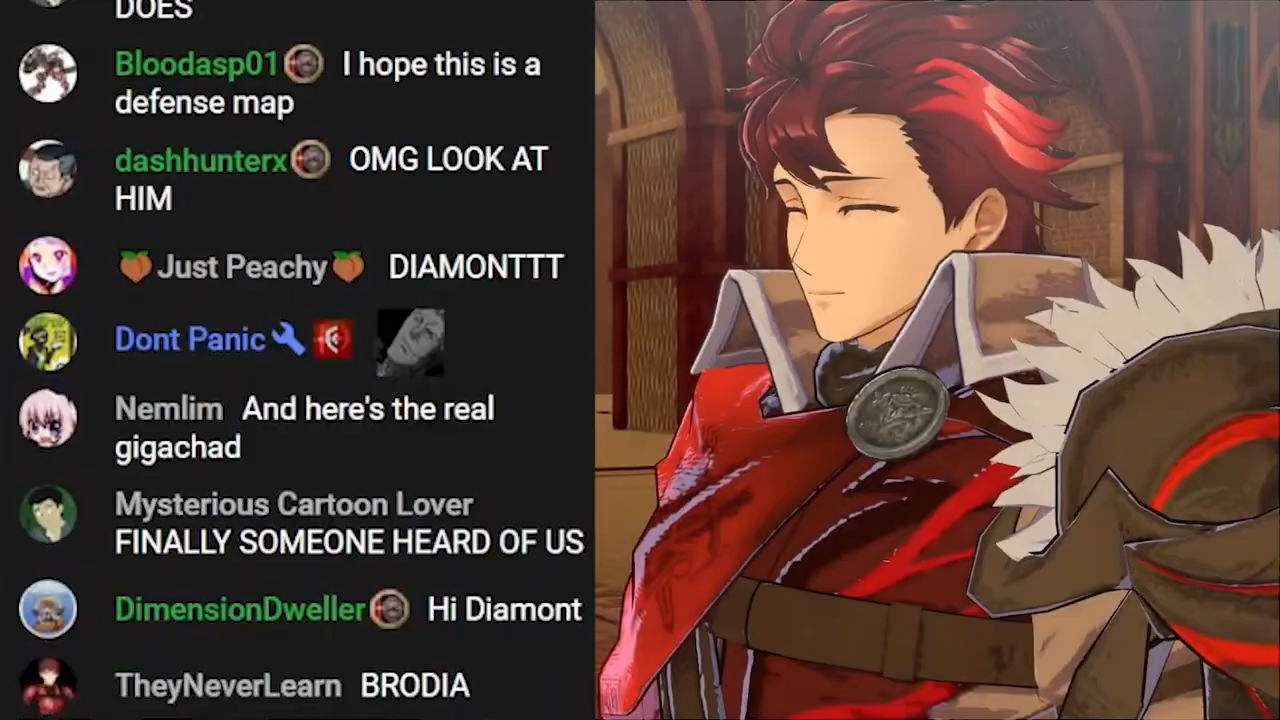 DOES
Bloodasp01 I hope this is a
defense map
dashhunterx OMG LOOK AT
HIM
🍑Just Peachy🍑 DIAMONTTT
Dont Panic
Nemlim And here's the real
gigachad
Mysterious Cartoon Lover
FINALLY SOMEONE HEARD OF US
DimensionDweller Hi Diamont
TheyNeverLearn BRODIA